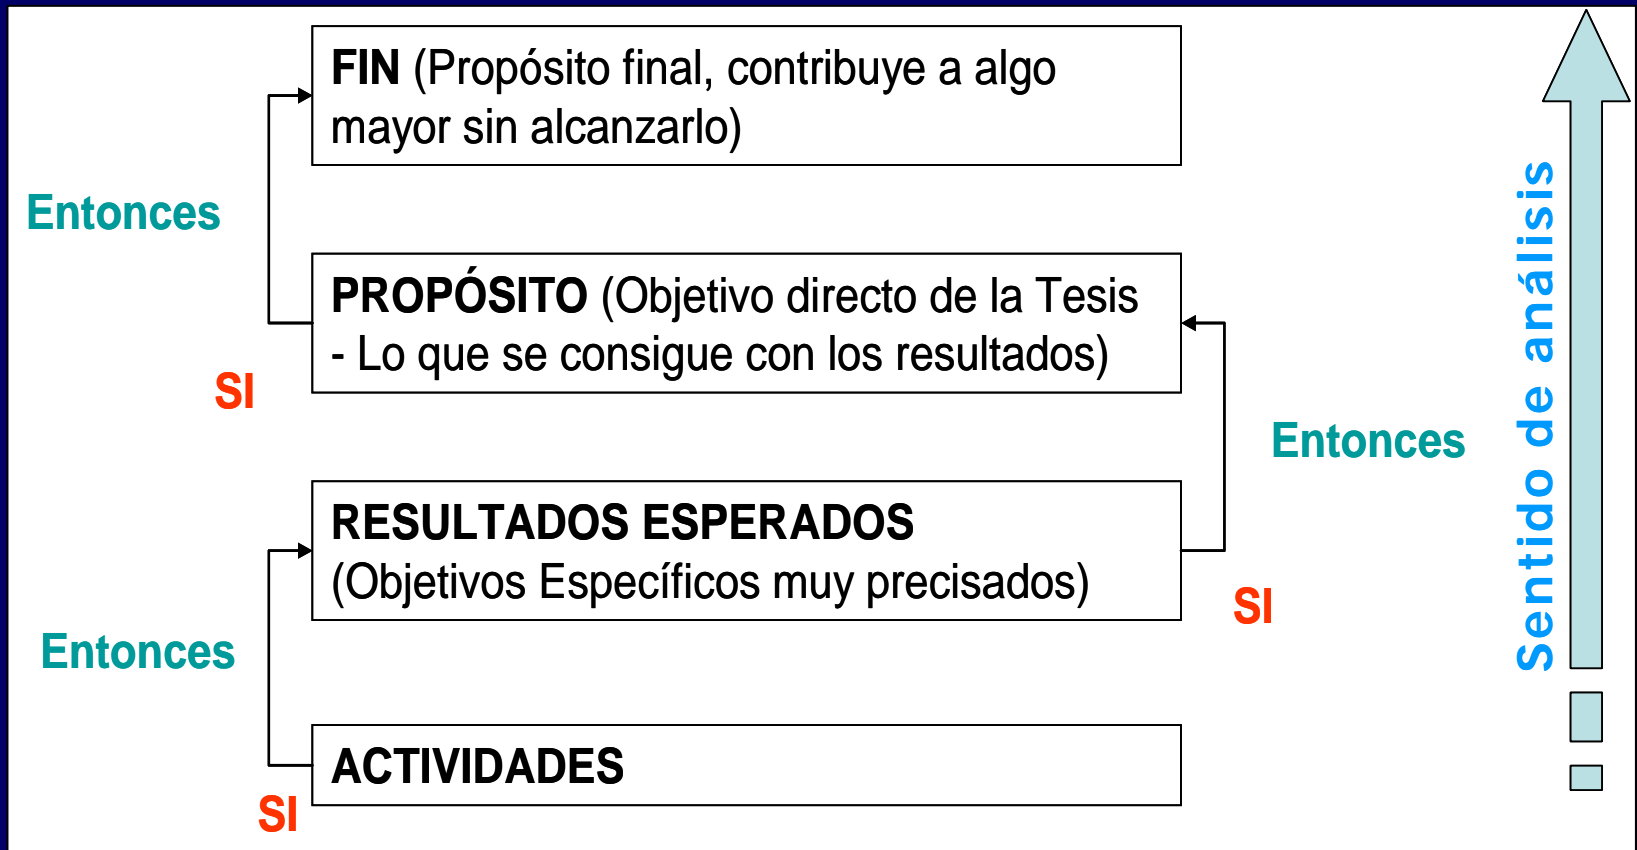 FIN (Propósito final, contribuye a algo
mayor sin alcanzarlo)
Entonces
PROPÓSITO (Objetivo directo de la Tesis
- Lo que se consigue con los resultados)
SI
Entonces
RESULTADOS ESPERADOS
(Objetivos Específicos muy precisados)
SI
Entonces
ACTIVIDADES
SI
Sentido de análisis